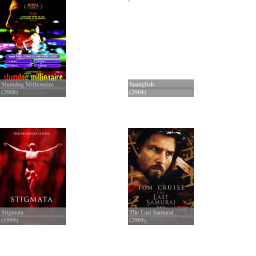 slumdog millionaire
Slumdog Millionaire
(2008)
Spanglish
(2004)
STIGMATA
Stigmata
(1999)
TOM CRUISE
THE
LAST
SAMURAI
The Last Samurai
(2003)